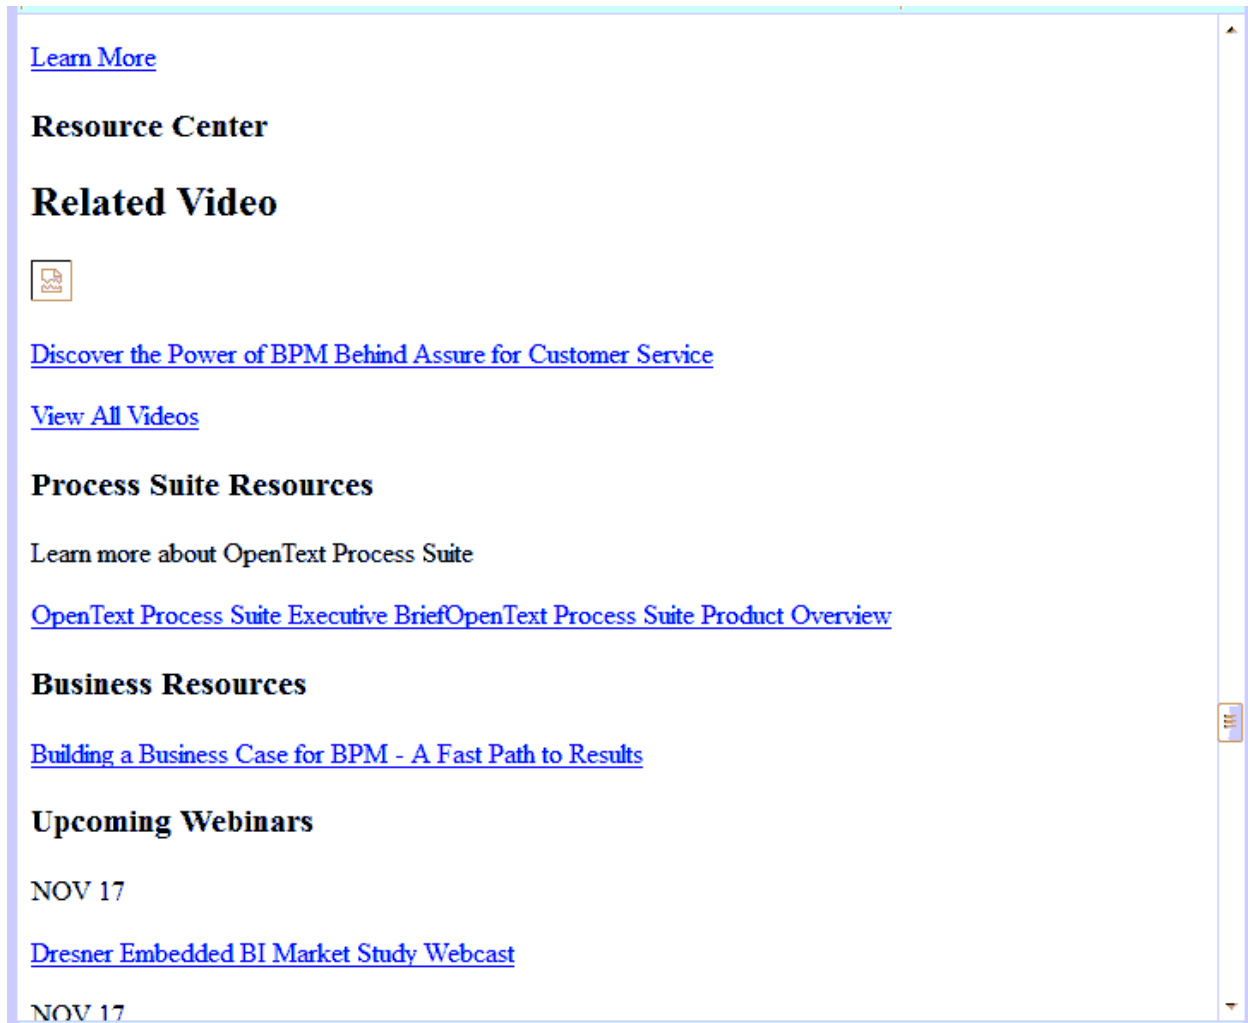 Learn More
Resource Center
Related Video
Discover the Power of BPM Behind Assure for Customer Service
View All Videos
Process Suite Resources
Learn more about OpenText Process Suite
OpenText Process Suite Executive BriefOpenText Process Suite Product Overview
Business Resources
Building a Business Case for BPM - A Fast Path to Results
Upcoming Webinars
NOV 17
Dresner Embedded BI Market Study Webcast
NOV 17